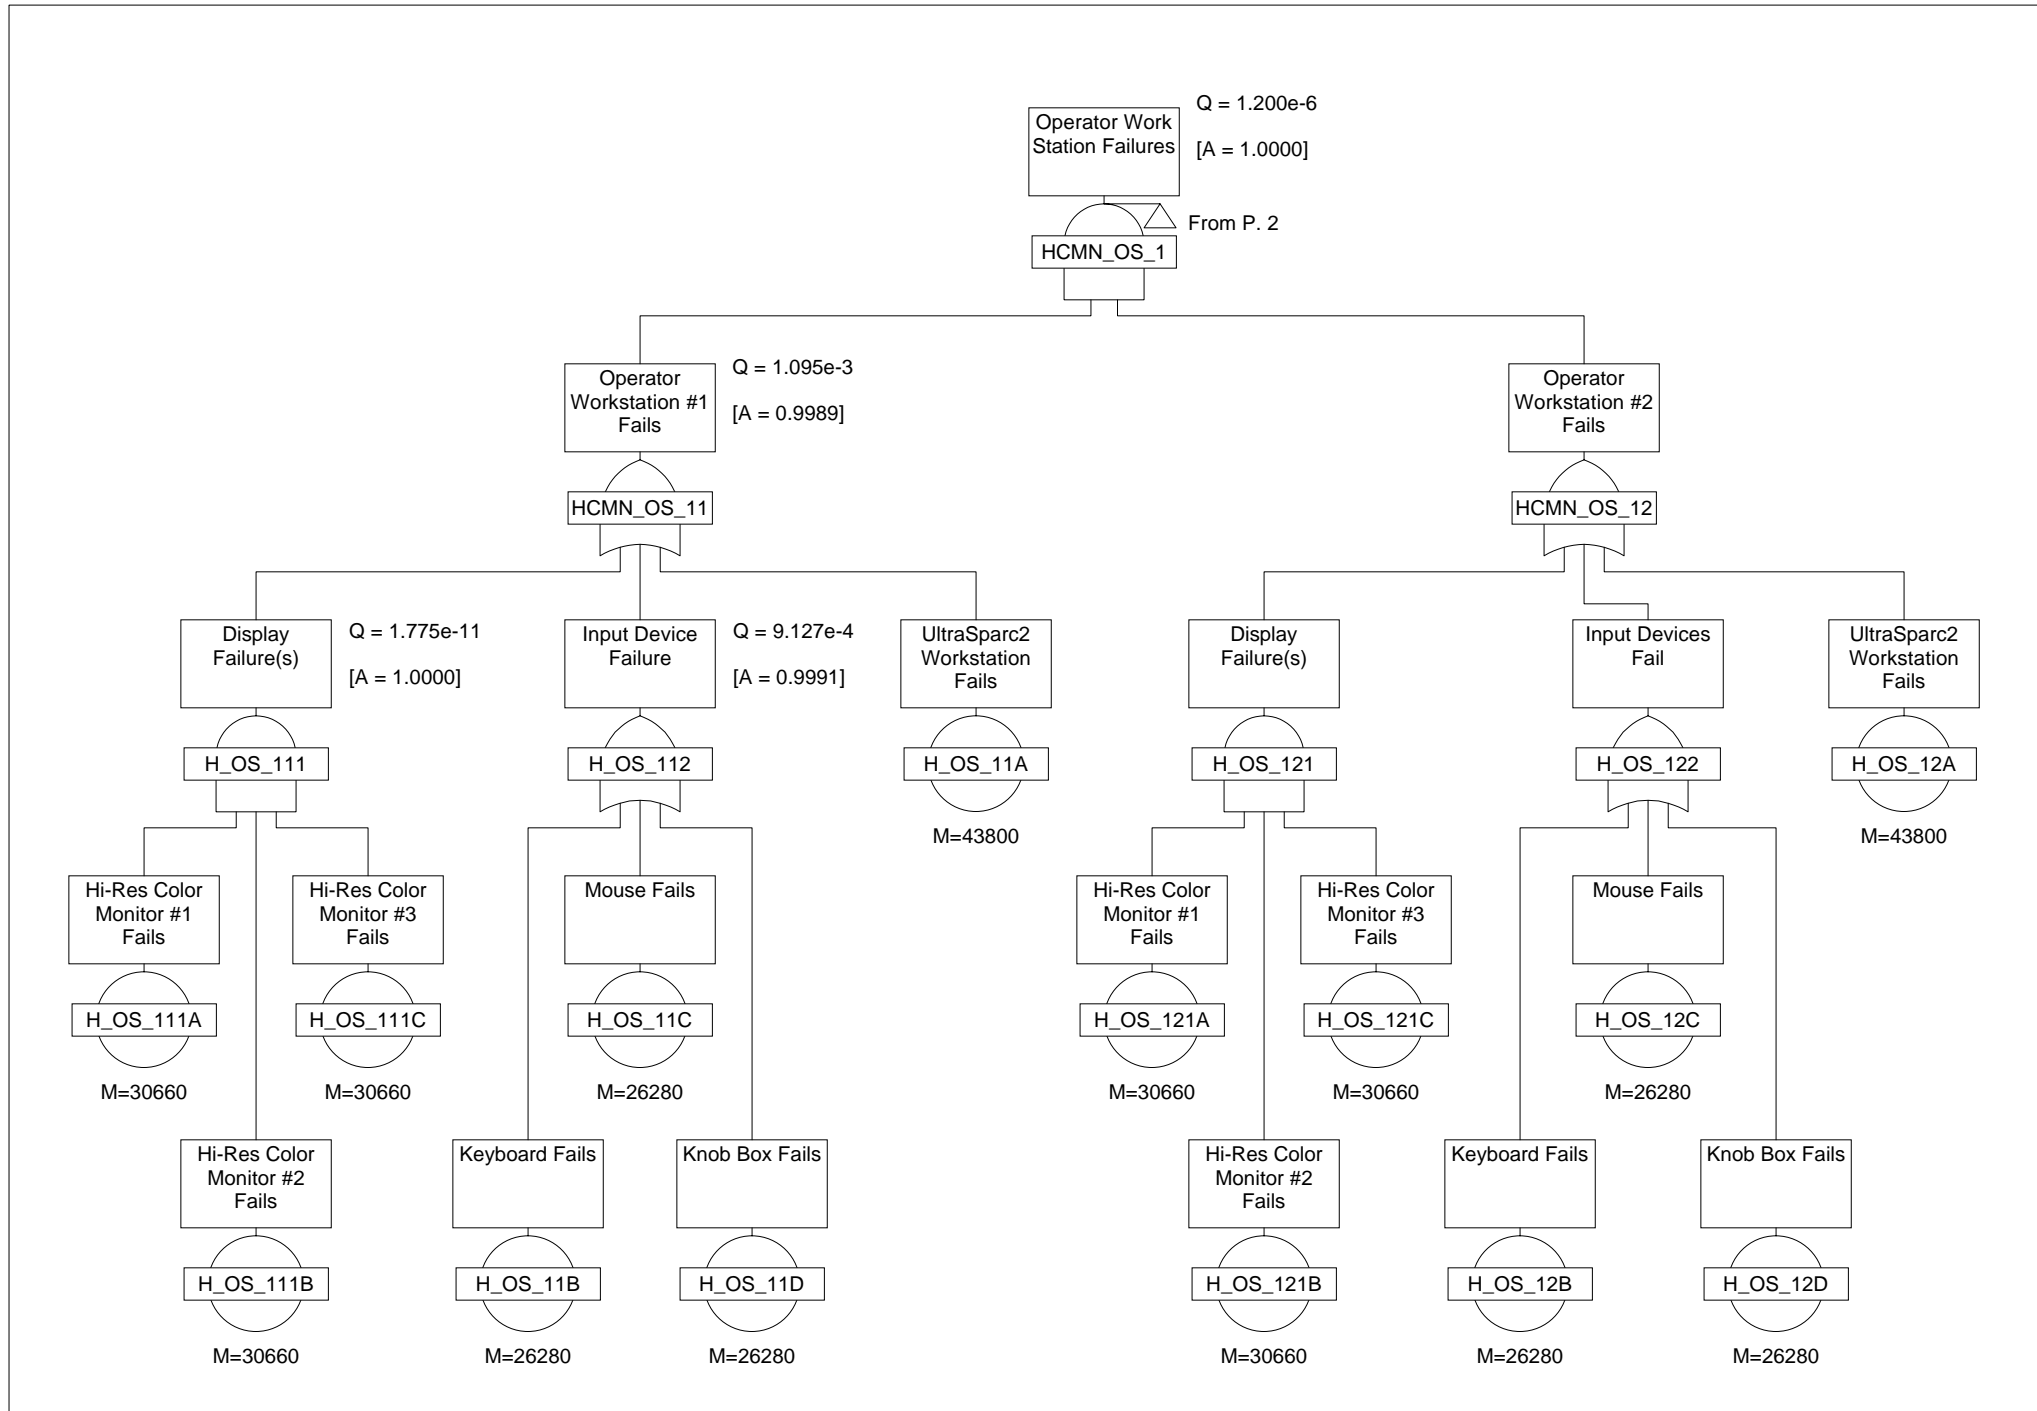 Operator Work
Station Failures
Q = 1.200e-6
[A = 1.0000]
From P. 2
HCMN_OS_1
Operator
Workstation #1
Fails
Q = 1.095e-3
[A = 0.9989]
HCMN_OS_11
Operator
Workstation #2
Fails
HCMN_OS_12
Display
Failure(s)
Q = 1.775e-11
[A = 1.0000]
H_OS_111
Input Device
Failure
Q = 9.127e-4
[A = 0.9991]
H_OS_112
UltraSparc2
Workstation
Fails
H_OS_11A
M=43800
Display
Failure(s)
H_OS_121
Input Devices
Fail
H_OS_122
UltraSparc2
Workstation
Fails
H_OS_12A
M=43800
Hi-Res Color
Monitor #1
Fails
H_OS_111A
M=30660
Hi-Res Color
Monitor #3
Fails
H_OS_111C
M=30660
Mouse Fails
H_OS_11C
M=26280
Hi-Res Color
Monitor #1
Fails
H_OS_121A
M=30660
Hi-Res Color
Monitor #3
Fails
H_OS_121C
M=30660
Mouse Fails
H_OS_12C
M=26280
Hi-Res Color
Monitor #2
Fails
H_OS_111B
M=30660
Keyboard Fails
H_OS_11B
M=26280
Knob Box Fails
H_OS_11D
M=26280
Hi-Res Color
Monitor #2
Fails
H_OS_121B
M=30660
Keyboard Fails
H_OS_12B
M=26280
Knob Box Fails
H_OS_12D
M=26280